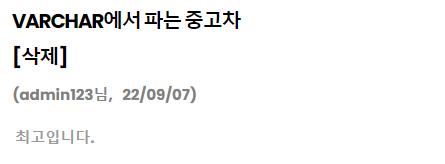 VARCHAR에서 파는 중고차
[삭제]
(admin123님, 22/09/07)
최고입니다.